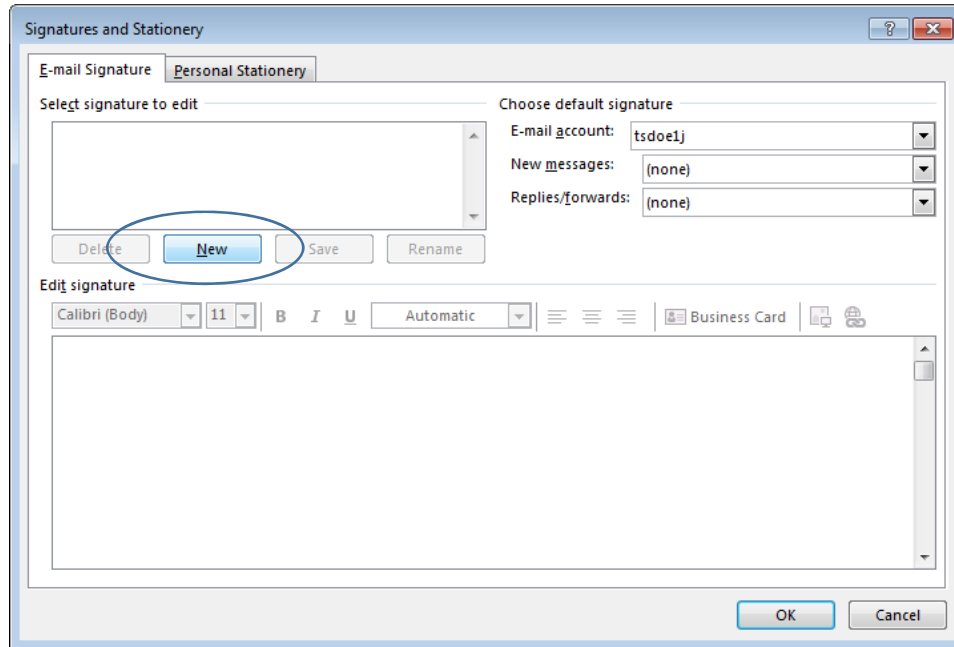 Signatures and Stationery
E-mail Signature Personal Stationery
Select signature to edit
Choose default signature
E-mail account: tsdoe1j
New messages: (none)
Replies/forwards: (none)
Delete New Save Rename
Edit signature
Calibri (Body) 11 B I U Automatic Business Card
OK Cancel